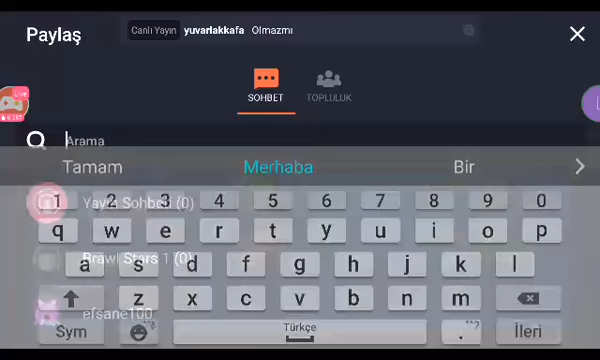 Paylaş
Canlı Yayın yuvarlakkafa Olmazmı
SOHBET TOPLULUK
Arama
Tamam Merhaba Bir
1 2 3 4 5 6 7 8 9 0
Yayın Sohbeti (0)
q w e r t y u i o p
Brawl Stars 1 (0)
a s d f g h j k l
z x c v b n m
efsane100
Sym Türkçe . İleri